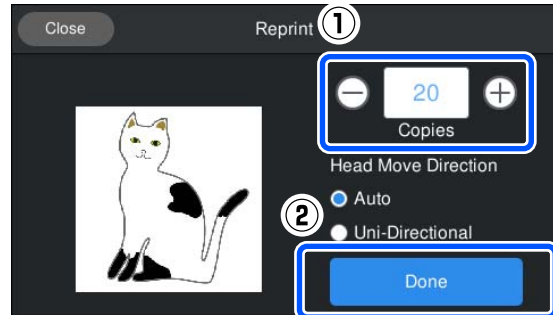 Close
Reprint
①
20
Copies
Head Move Direction
Auto
②
Uni-Directional
Done